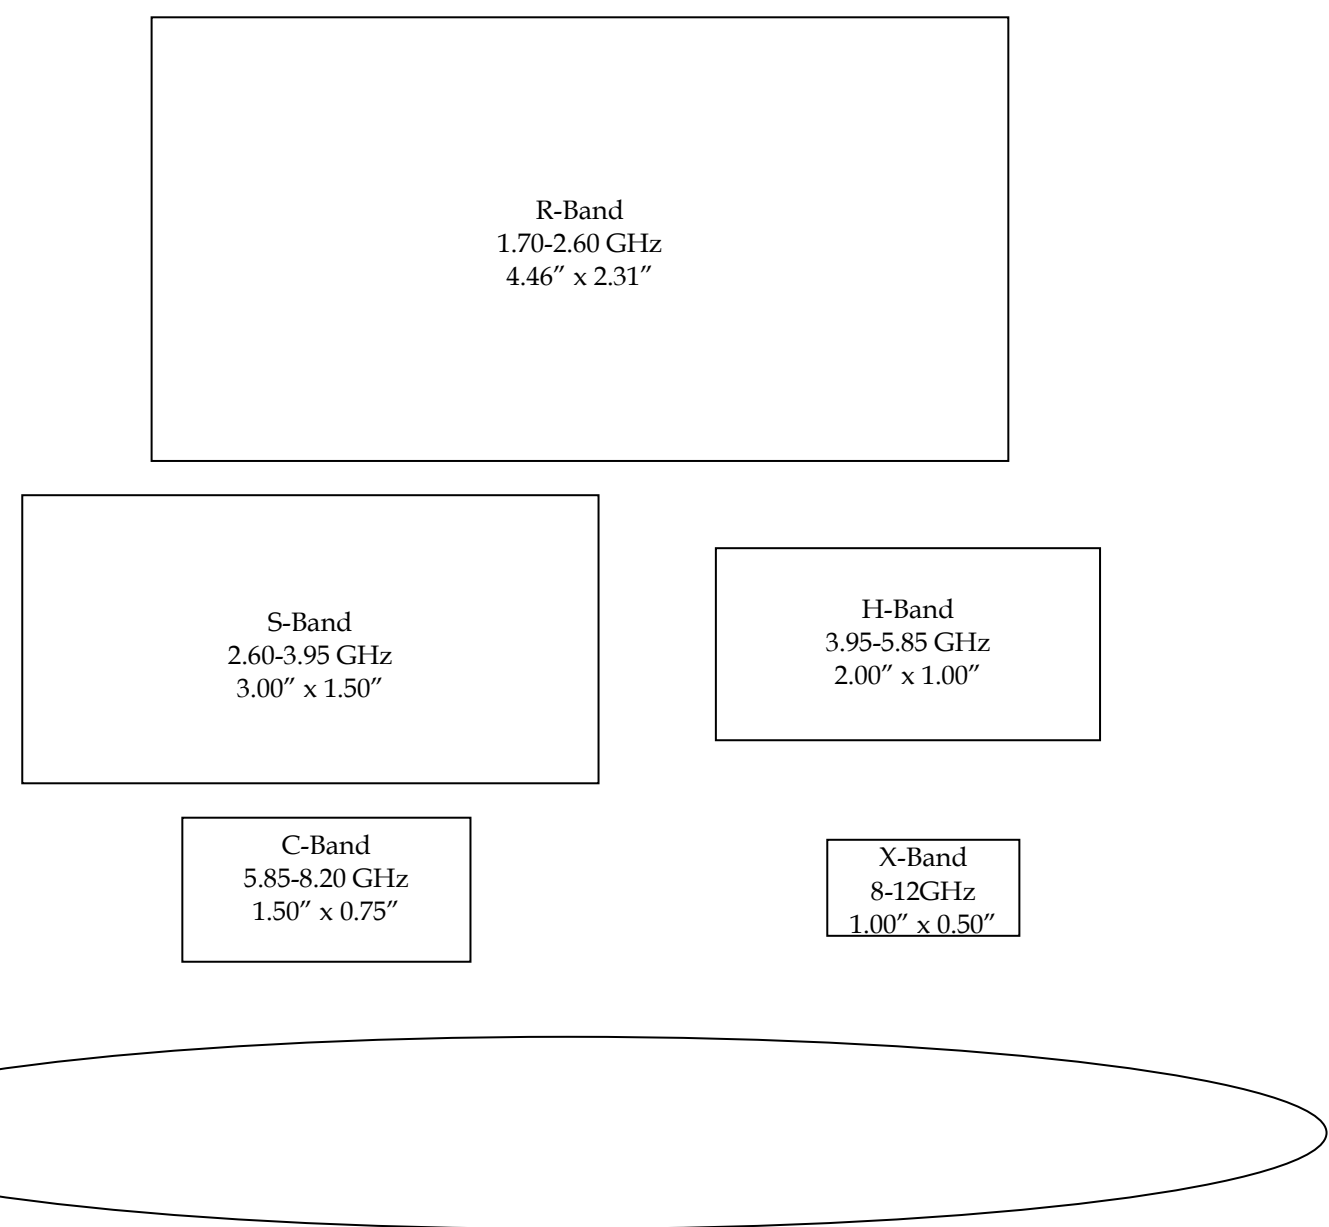 R-Band
1.70-2.60 GHz
4.46″ x 2.31″
S-Band
2.60-3.95 GHz
3.00″ x 1.50″
H-Band
3.95-5.85 GHz
2.00″ x 1.00″
C-Band
5.85-8.20 GHz
1.50″ x 0.75″
X-Band
8-12GHz
1.00″ x 0.50″